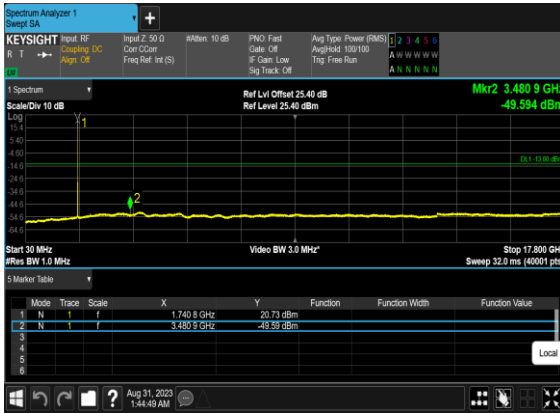 Spectrum Analyzer 1
Swept SA
+
KEYSIGHT Input: RF Input Z: 50 Ω #Atten: 10 dB PNO: Fast Avg Type: Power (RMS) 1 2 3 4 5 6
R T Coupling: DC Corr CCorr Gate: Off Avg|Hold: 100/100 A W W W W W
Align: Off Freq Ref: Int (S) IF Gain: Low Trig: Free Run
Sig Track: Off A N N N N N
1 Spectrum Ref Lvl Offset 25.40 dB Mkr2 3.480 9 GHz
Scale/Div 10 dB Ref Level 25.40 dBm -49.594 dBm
Log
15.4 1
5.40
-4.60
-14.6 DL1 -13.00 dBm
-24.6
-34.6
-44.6 2
-54.6
-64.6
Start 30 MHz Video BW 3.0 MHz* Stop 17.800 GH
#Res BW 1.0 MHz Sweep 32.0 ms (40001 pts
5 Marker Table
Mode Trace Scale X Y Function Function Width Function Value
1 N 1 f 1.740 8 GHz 20.73 dBm
2 N 1 f 3.480 9 GHz -49.59 dBm
3
4
5
6
Local
? Aug 31, 2023
1:44:49 AM